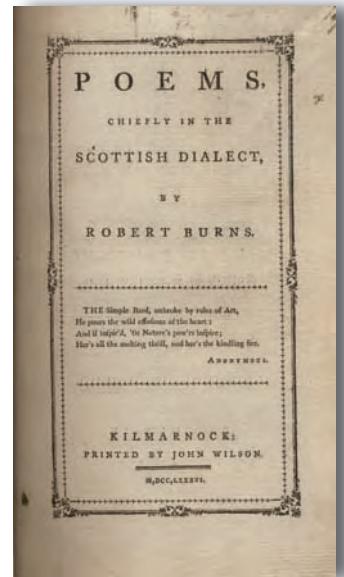 POEMS,
CHIEFLY IN THE
SCOTTISH DIALECT,
BY
ROBERT BURNS.
THE Simple Bard, unbroke by rules of Art,
He pours the wild effusions of the heart:
And if inspir'd, 'tis Nature's pow'rs inspire;
Her's all the melting thrill, and her's the kindling fire.
ANONYMOUS.
KILMARNOCK:
PRINTED BY JOHN WILSON.
M,DCC,LXXXVI.